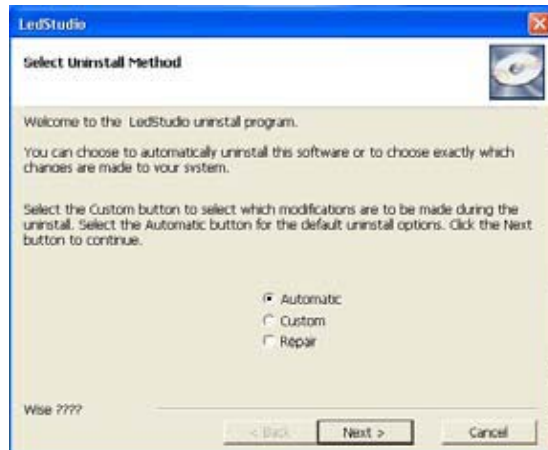 LedStudio
Select Uninstall Method
Welcome to the LedStudio uninstall program.
You can choose to automatically uninstall this software or to choose exactly which
changes are made to your system.
Select the Custom button to select which modifications are to be made during the
uninstall. Select the Automatic button for the default uninstall options. Click the Next
button to continue.
Automatic
Custom
Repair
Wise ????
< Back Next > Cancel